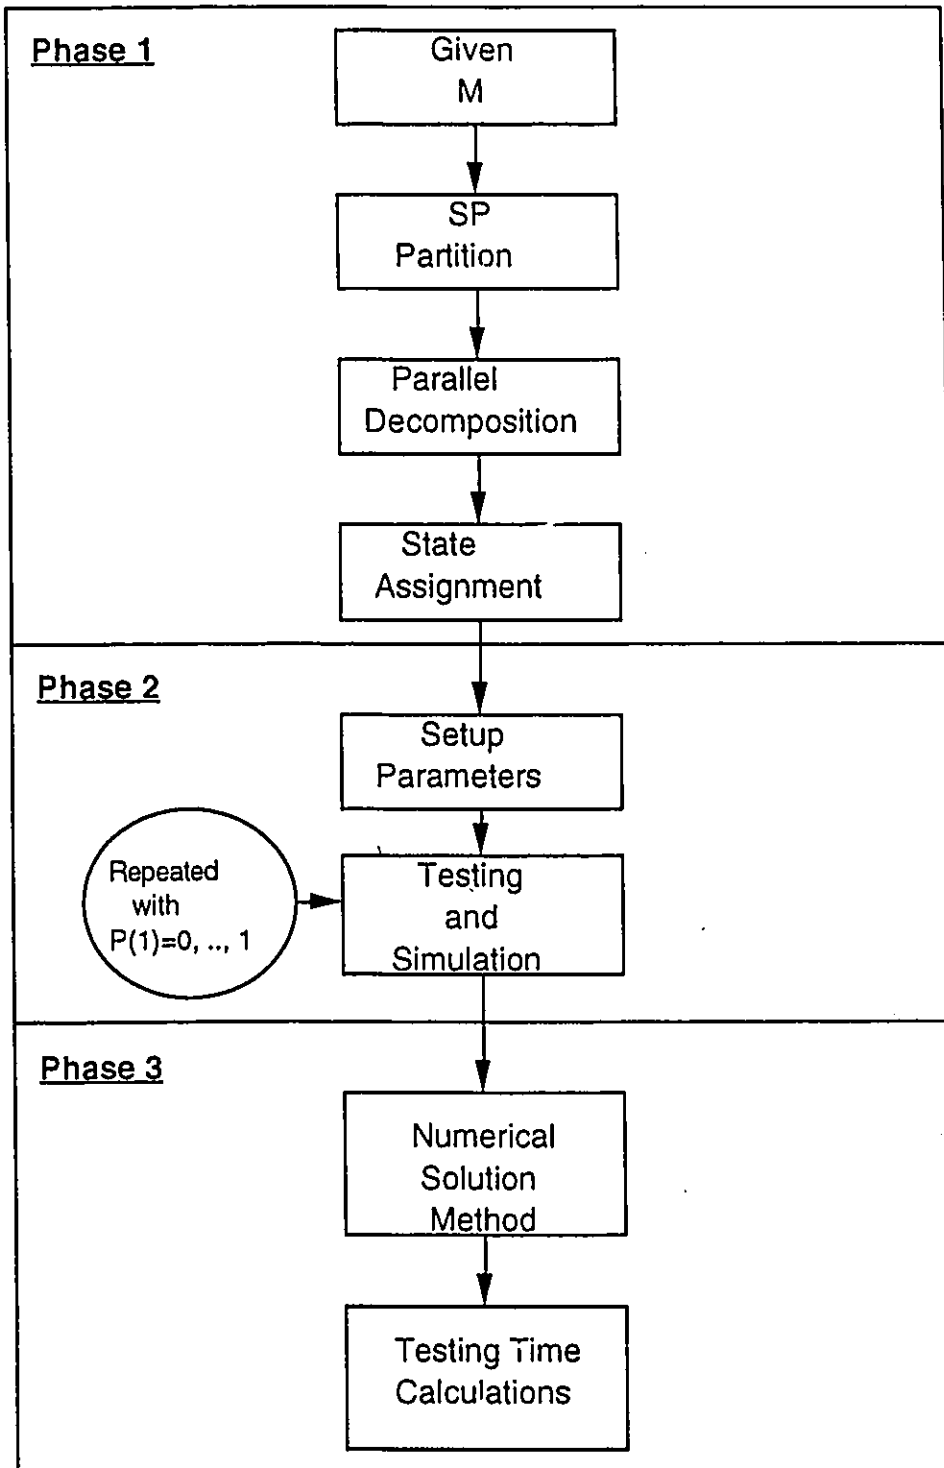 Phase 1
Given
M
SP
Partition
Parallel
Decomposition
State
Assignment
Phase 2
Setup
Parameters
Repeated
with
P(1)=0, .., 1
Testing
and
Simulation
Phase 3
Numerical
Solution
Method
Testing Time
Calculations